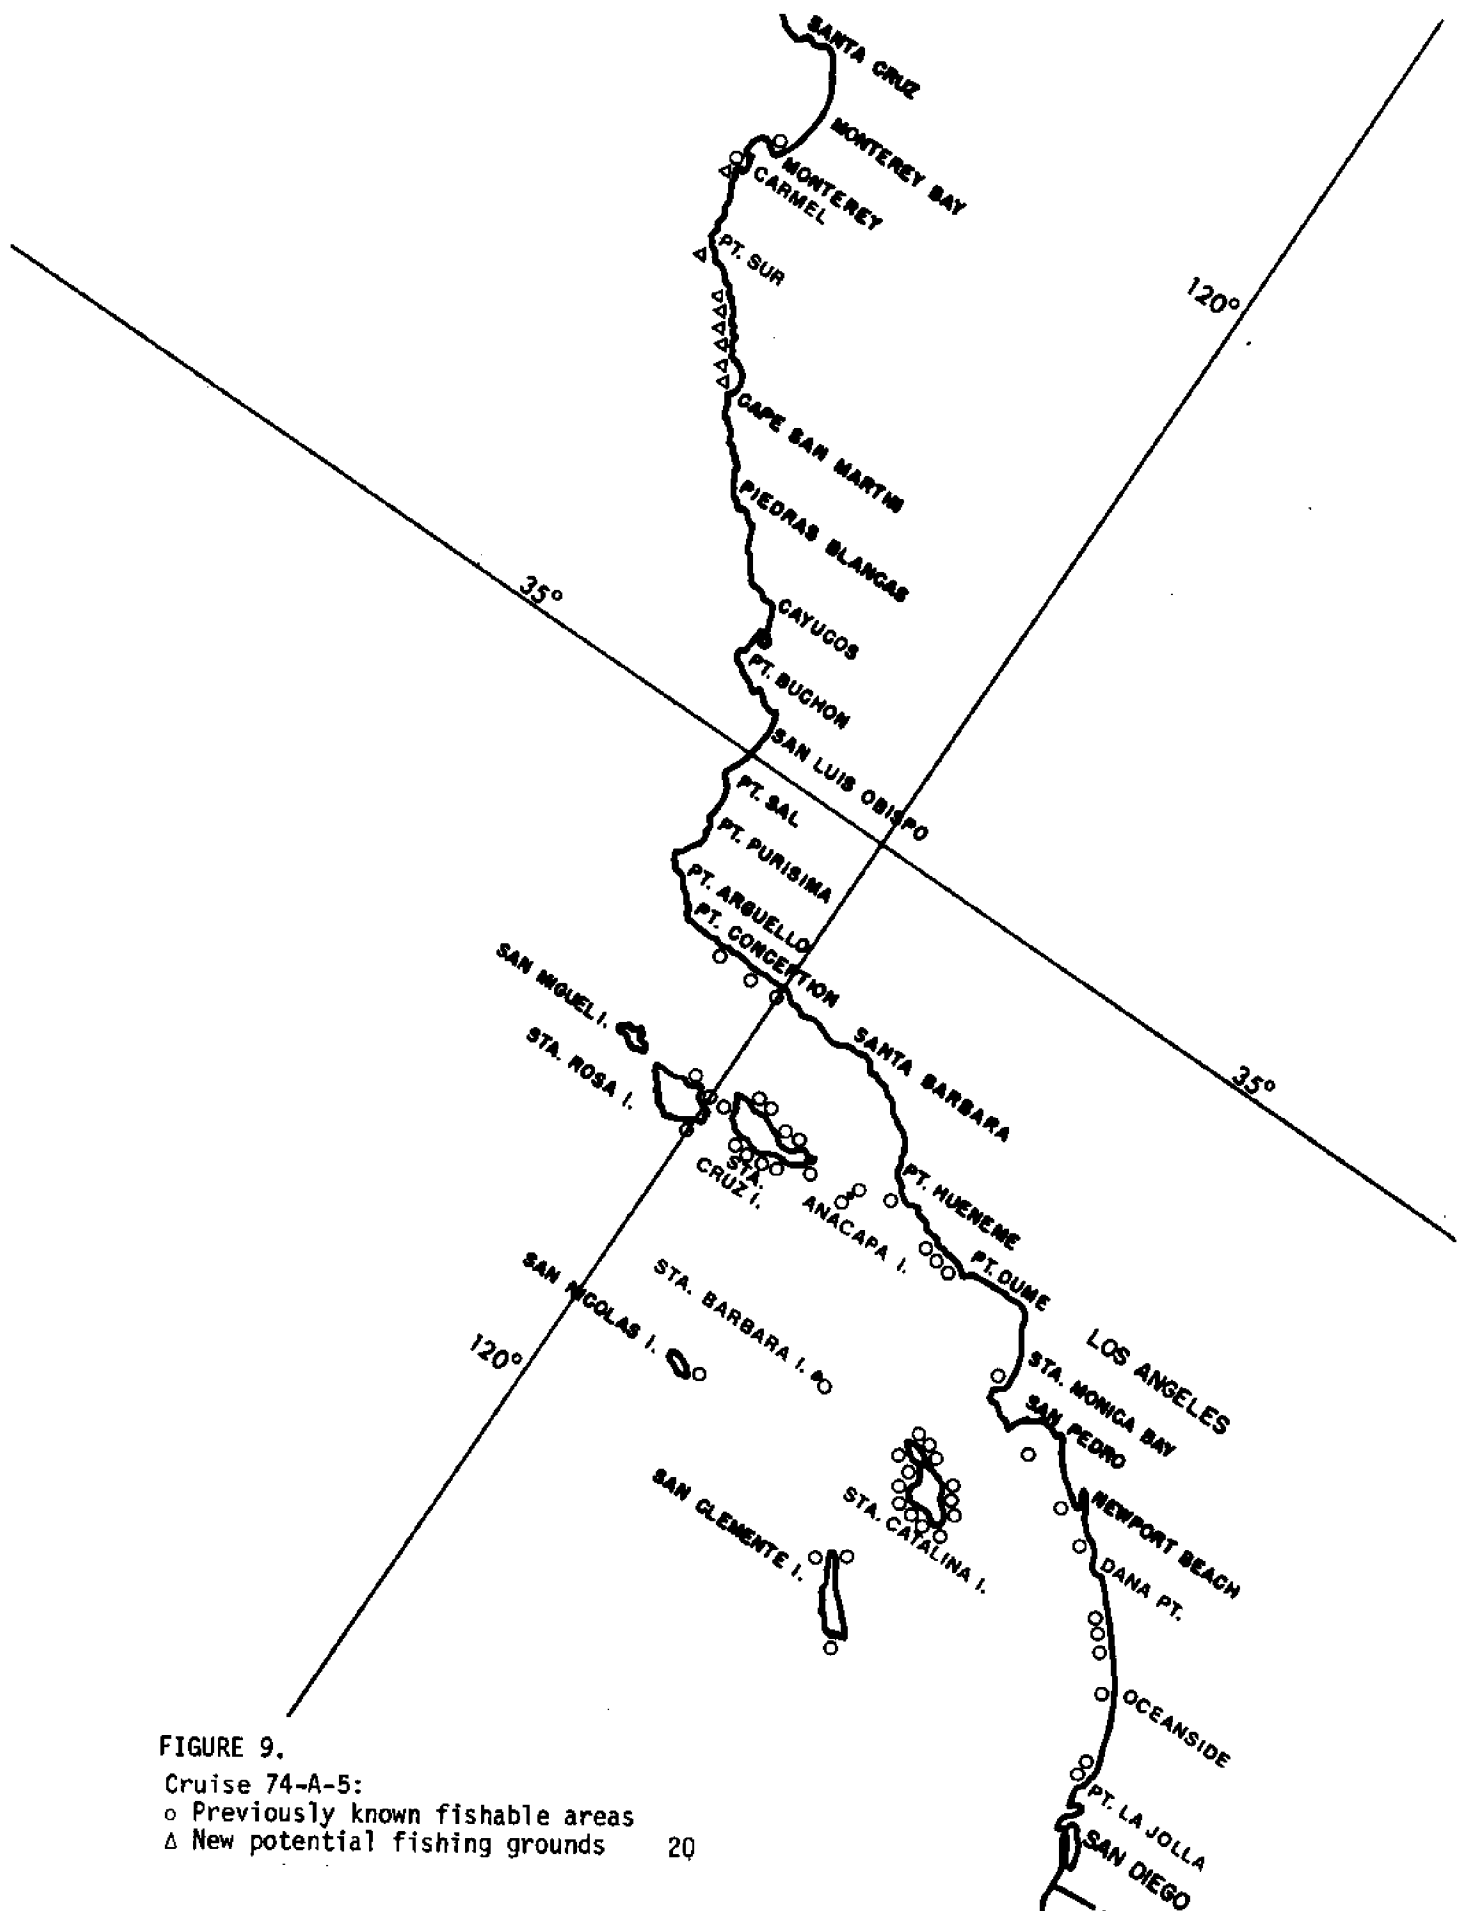 SANTA CRUZ
MONTEREY BAY
MONTEREY
CARMEL
PT. SUR
120°
CAPE SAN MARTIN
PIEDRAS BLANCAS
35°
CAYUCOS
PT. BUCHON
SAN LUIS OBISPO
PT. SAL
PT. PURISIMA
PT. ARGUELLO
PT. CONCEPTION
SAN MIGUEL I.
STA. ROSA I.
SANTA BARBARA
35°
STA.
CRUZ I.
ANACAPA I.
PT. HUENEME
PT. DUME
SAN NICOLAS I.
STA. BARBARA I.
120°
LOS ANGELES
STA. MONICA BAY
SAN PEDRO
SAN CLEMENTE I.
STA. CATALINA I.
NEWPORT BEACH
DANA PT.
OCEANSIDE
PT. LA JOLLA
SAN DIEGO
FIGURE 9.
Cruise 74-A-5:
o Previously known fishable areas
Δ New potential fishing grounds
20